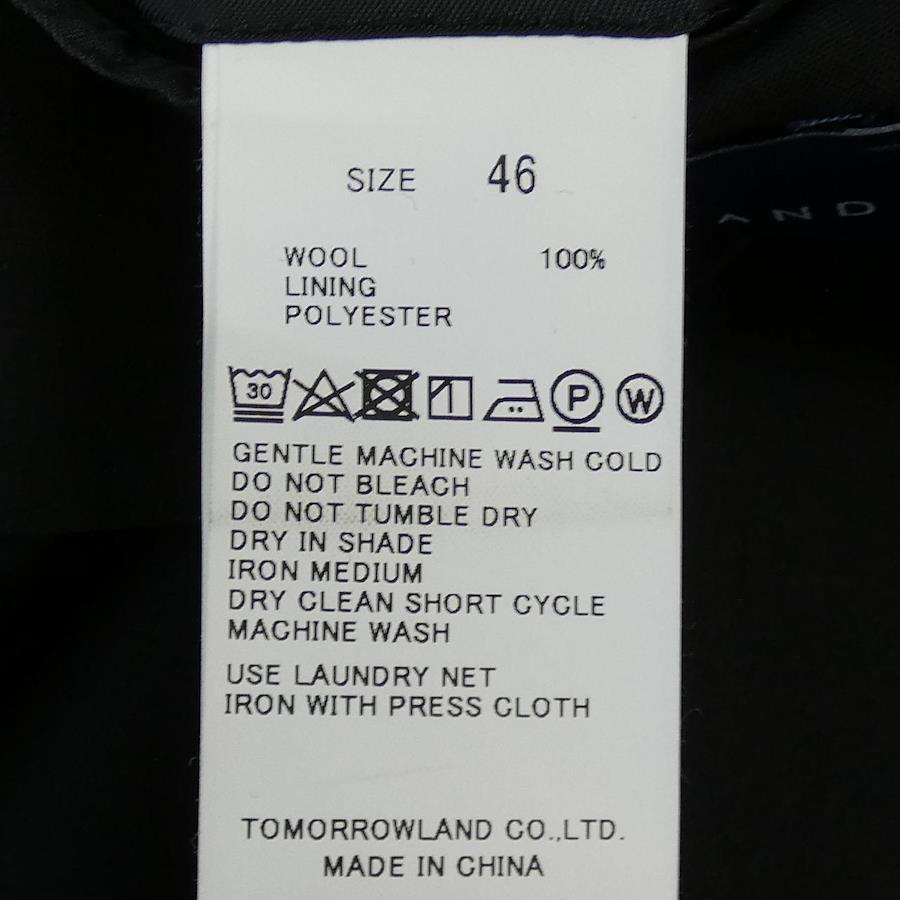 SIZE 46
AND
WOOL 100%
LINING
POLYESTER
30 P W
GENTLE MACHINE WASH COLD
DO NOT BLEACH
DO NOT TUMBLE DRY
DRY IN SHADE
IRON MEDIUM
DRY CLEAN SHORT CYCLE
MACHINE WASH
USE LAUNDRY NET
IRON WITH PRESS CLOTH
TOMORROWLAND CO.,LTD.
MADE IN CHINA